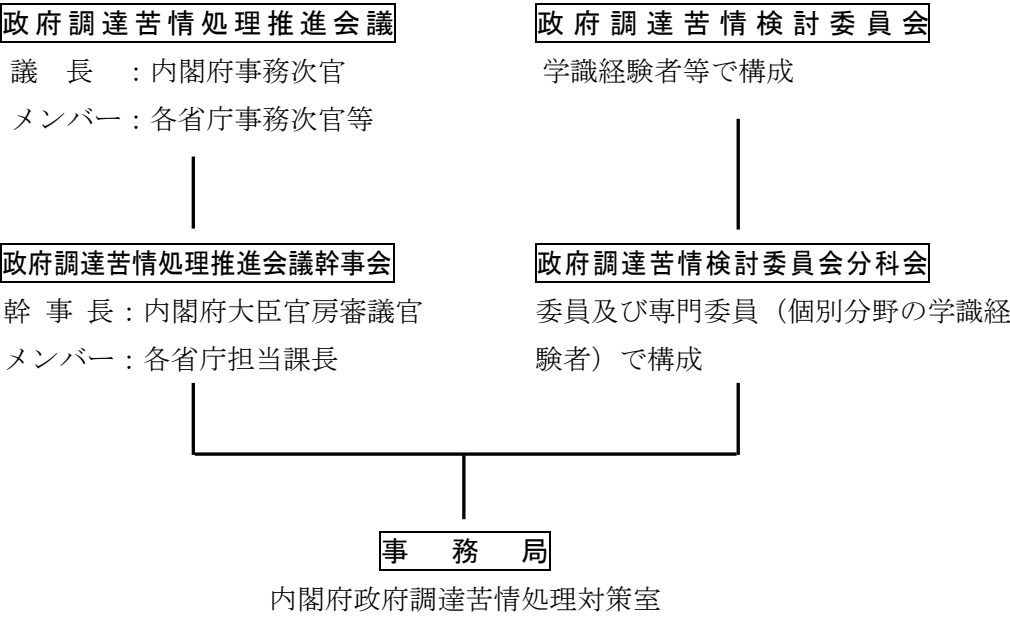 政府調達苦情処理推進会議
議　長　：内閣府事務次官
メンバー：各省庁事務次官等
政府調達苦情検討委員会
学識経験者等で構成
政府調達苦情処理推進会議幹事会
幹 事 長：内閣府大臣官房審議官
メンバー：各省庁担当課長
政府調達苦情検討委員会分科会
委員及び専門委員（個別分野の学識経
験者）で構成
事　務　局
内閣府政府調達苦情処理対策室